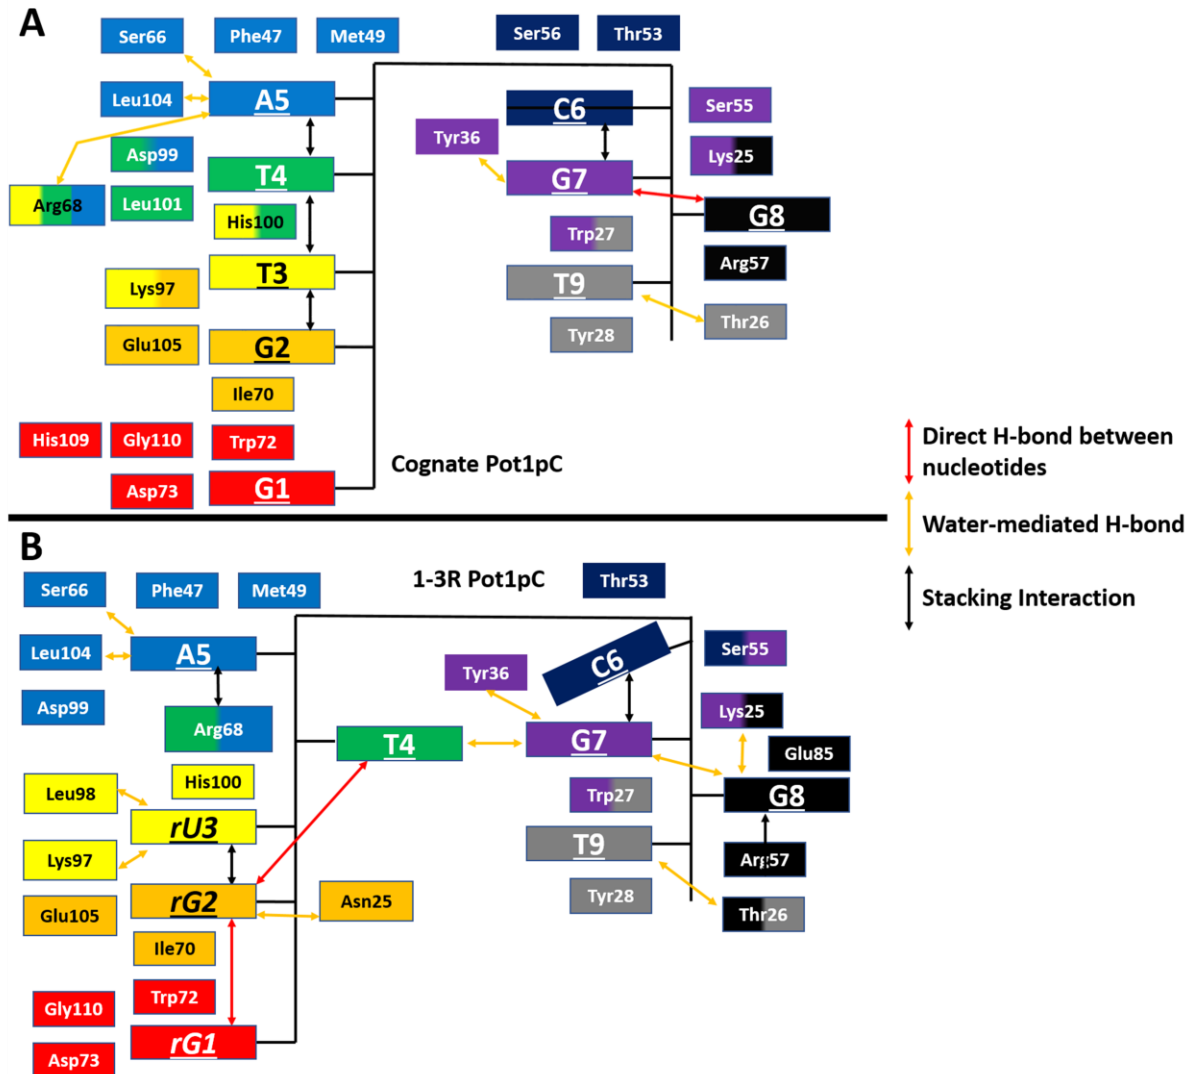 A
Ser66
Phe47
Met49
Ser56
Thr53
Leu104
A5
C6
Ser55
Tyr36
Asp99
T4
G7
Lys25
Arg68
Leu101
His100
G8
Trp27
T3
T9
Arg57
Lys97
Thr26
Glu105
G2
Tyr28
Ile70
His109
Gly110
Trp72
Cognate Pot1pC
Asp73
G1
Direct H-bond between
nucleotides
Water-mediated H-bond
Stacking Interaction
B
1-3R Pot1pC
Ser66
Phe47
Met49
Thr53
Leu104
A5
C6
Ser55
Tyr36
Asp99
Arg68
T4
G7
Lys25
Glu85
His100
Leu98
Trp27
G8
rU3
T9
Lys97
Arg57
Glu105
rG2
Asn25
Tyr28
Thr26
Ile70
Trp72
Gly110
rG1
Asp73